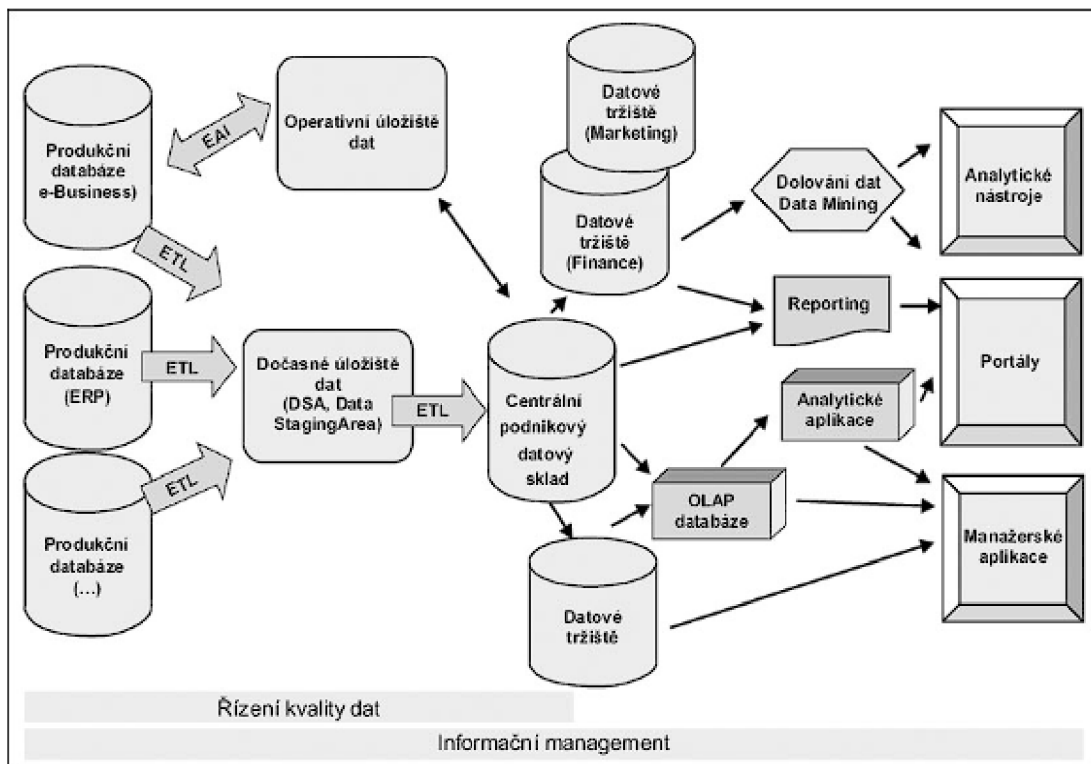 Produkční
databáze
e-Business)
EAI
Operativní úložiště
dat
Datové
tržiště
(Marketing)
Datové
tržiště
(Finance)
Dolování dat
Data Mining
Analytické
nástroje
ETL
Produkční
databáze
(ERP)
ETL
Dočasné úložiště
dat
(DSA, Data
StagingArea)
ETL
Centrální
podnikový
datový
sklad
Reporting
Portály
Analytické
aplikace
ETL
Produkční
databáze
(...)
OLAP
databáze
Manažerské
aplikace
Datové
tržiště
Řízení kvality dat
Informační management